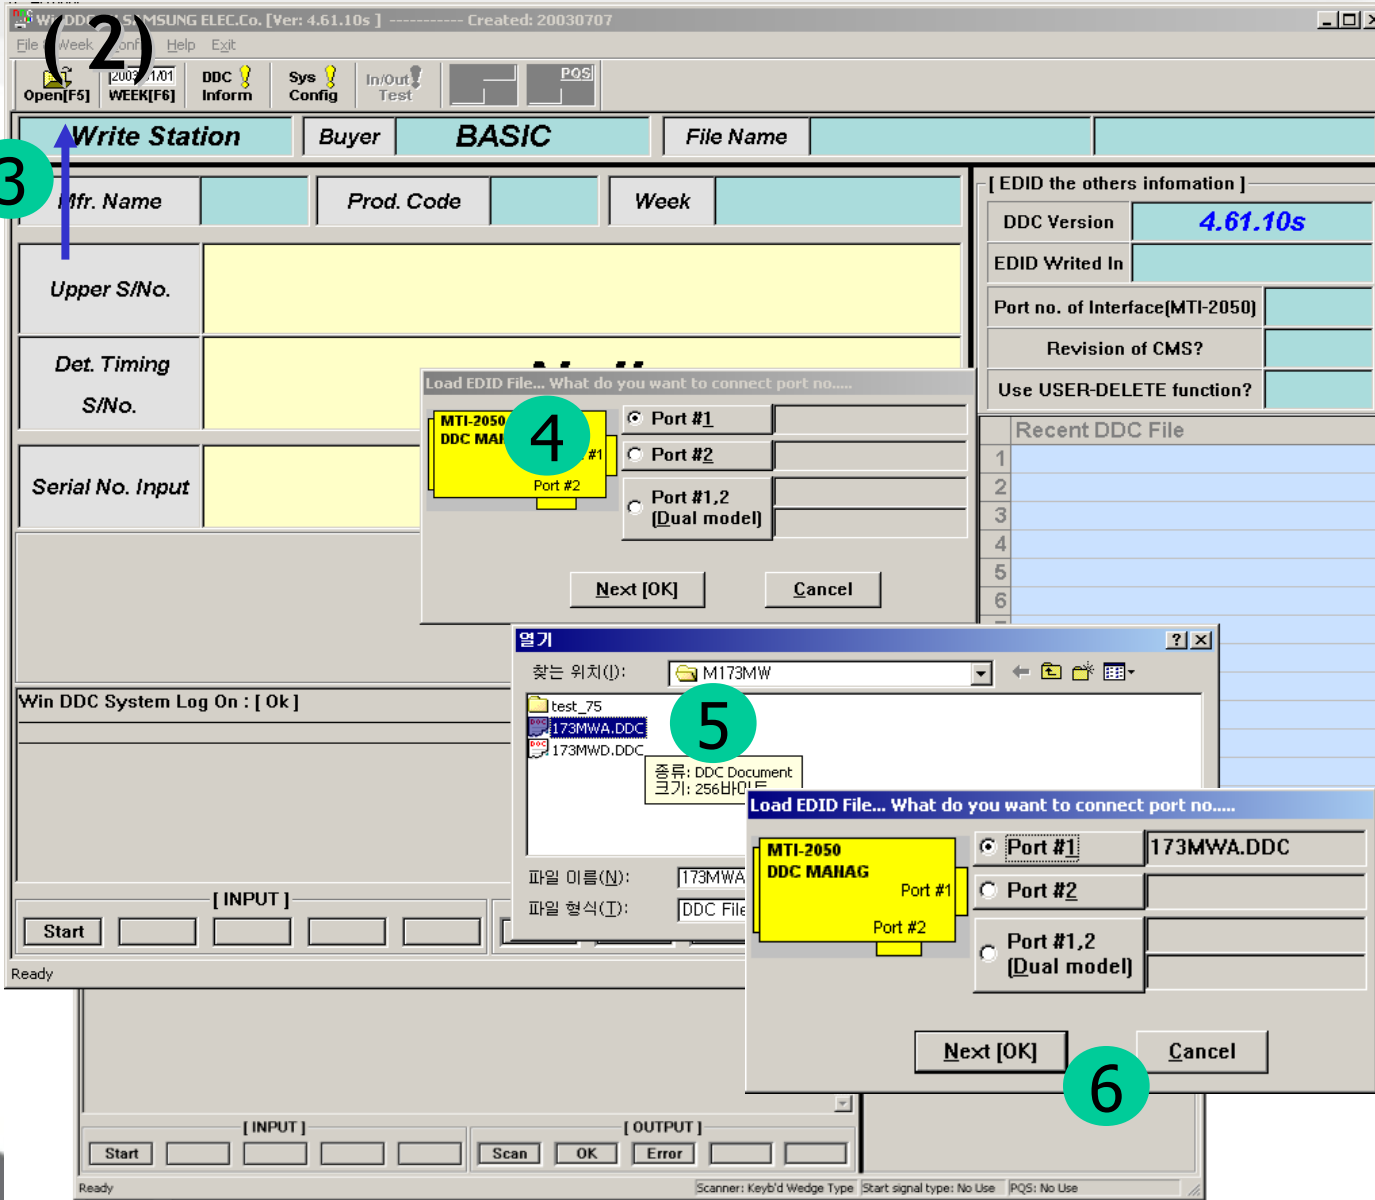 (2)
SAMSUNG ELEC.Co. [Ver: 4.61.10s ] ---------- Created: 20030707
File Week Help Exit
Open[F5] WEEK[F6] DDC Inform Sys Config In/Out Test PQS
3
Write Station Buyer BASIC File Name
Mfr. Name Prod. Code Week
[ EDID the others infomation ]
DDC Version 4.61.10s
EDID Writed In
Port no. of Interface(MTI-2050)
Revision of CMS?
Use USER-DELETE function?
Upper S/No.
Det. Timing
S/No.
Serial No. Input
Recent DDC File
1
2
3
4
5
6
Load EDID File... What do you want to connect port no.....
4
MTI-2050
DDC
#1
Port #2
Port #1
Port #2
Port #1,2
(Dual model)
Next [OK] Cancel
열기
찾는 위치(I): M173MW
test_75
173MWA.DDC
173MWD.DDC
5
종류: DDC Document
크기: 256바이트
파일 이름(N): 173MWA
파일 형식(T): DDC File
Win DDC System Log On : [ Ok ]
Load EDID File... What do you want to connect port no.....
MTI-2050
DDC MANAG
Port #1
Port #2
Port #1 173MWA.DDC
Port #2
Port #1,2
(Dual model)
Next [OK] Cancel
6
[ INPUT ]
Start
Ready
[ INPUT ] [ OUTPUT ]
Start Scan OK Error
Ready Scanner: Keyb'd Wedge Type Start signal type: No Use PQS: No Use